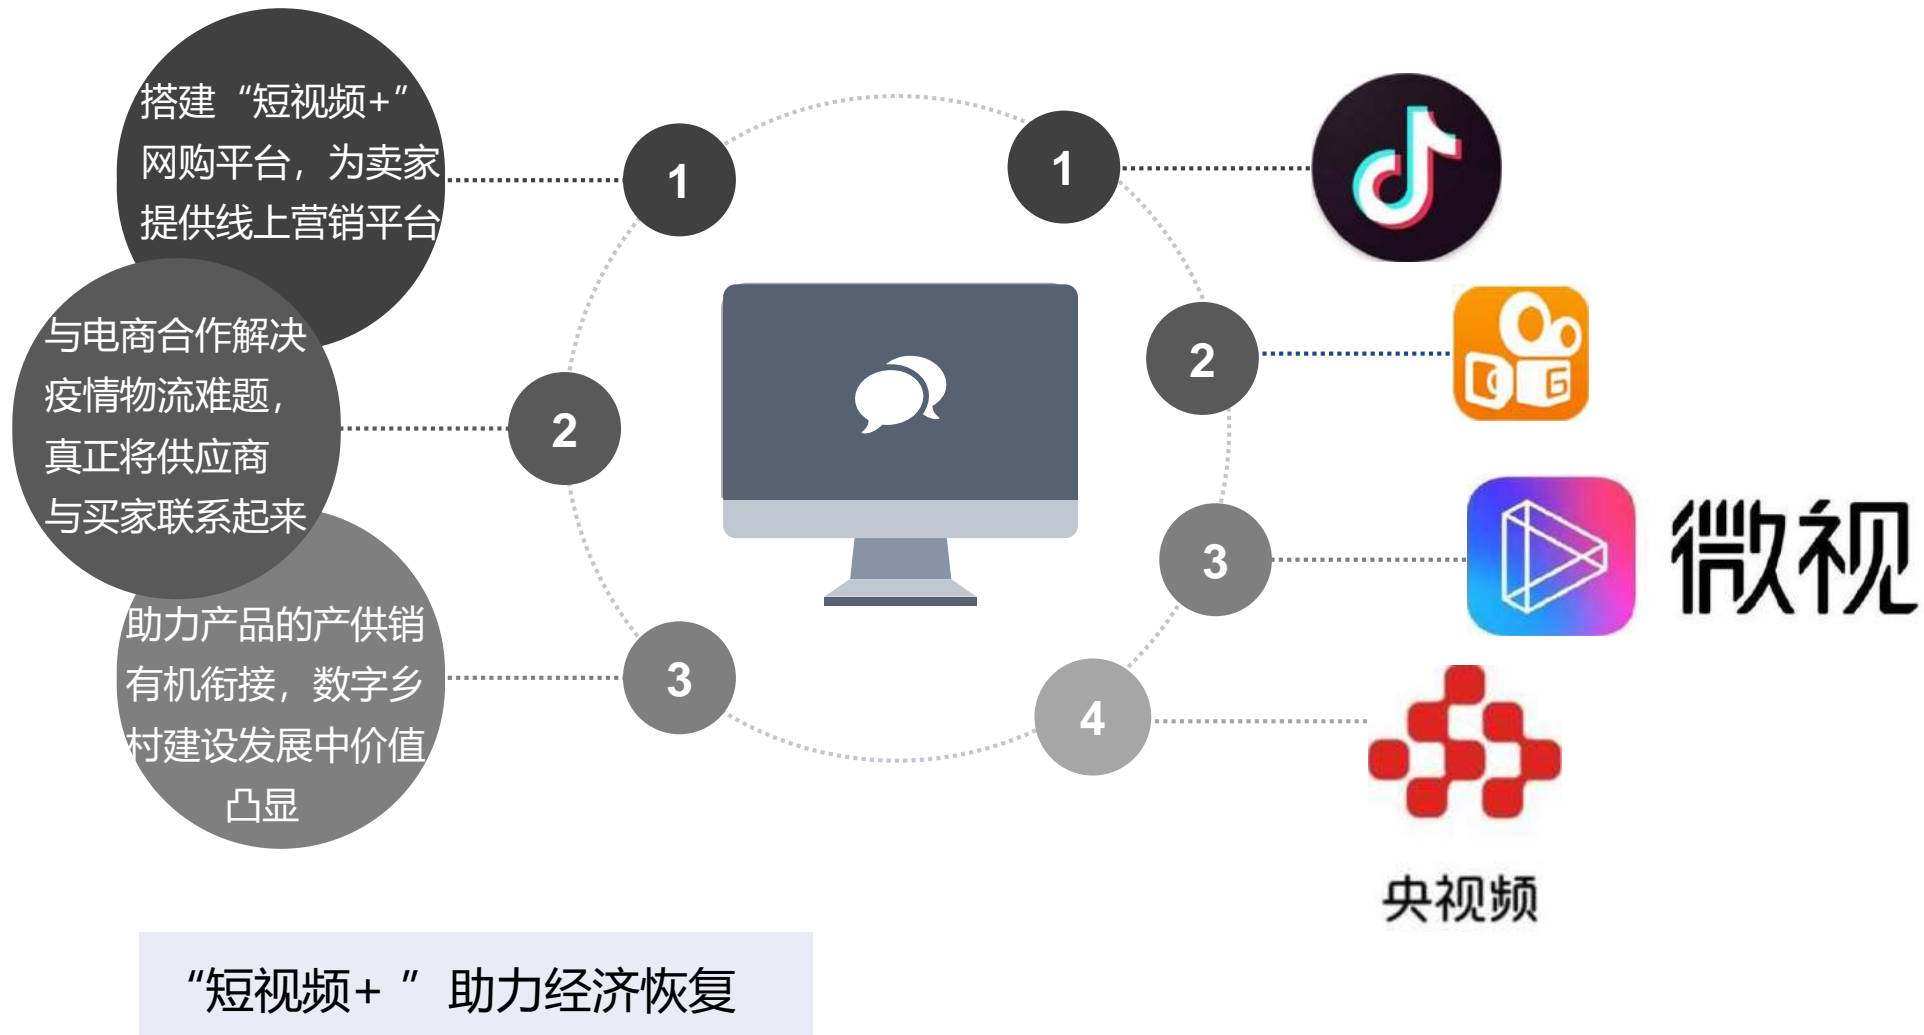 搭建“短视频+”
网购平台，为卖家
提供线上营销平台
与电商合作解决
疫情物流难题，
真正将供应商
与买家联系起来
助力产品的产供销
有机衔接，数字乡
村建设发展中价值
凸显
1
2
3
1
2
3
4
微视
央视频
“短视频+ ”助力经济恢复